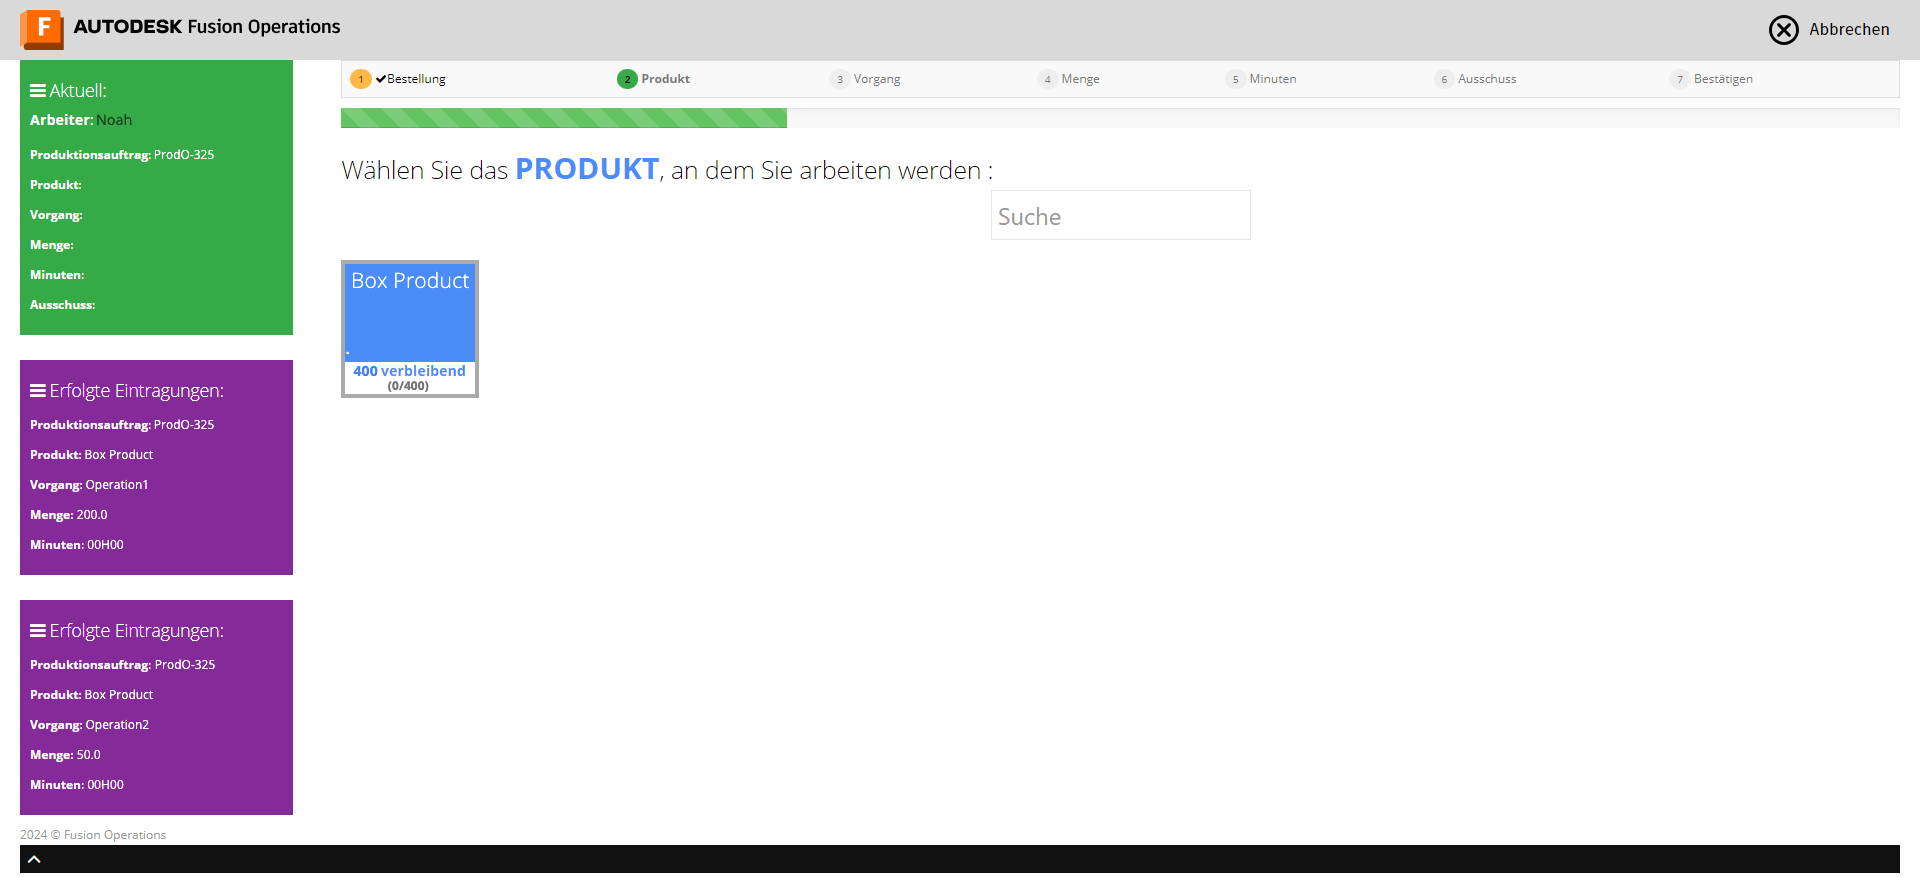 F AUTODESK Fusion Operations
Abbrechen
Aktuell:
Arbeiter: Noah
Produktionsauftrag: ProdO-325
Produkt:
Vorgang:
Menge:
Minuten:
Ausschuss:
Erfolgte Eintragungen:
Produktionsauftrag: ProdO-325
Produkt: Box Product
Vorgang: Operation1
Menge: 200.0
Minuten: 00H00
Erfolgte Eintragungen:
Produktionsauftrag: ProdO-325
Produkt: Box Product
Vorgang: Operation2
Menge: 50.0
Minuten: 00H00
1 Bestellung 2 Produkt 3 Vorgang 4 Menge 5 Minuten 6 Ausschuss 7 Bestätigen
Wählen Sie das PRODUKT, an dem Sie arbeiten werden :
Suche
Box Product
.
400 verbleibend
(0/400)
2024 © Fusion Operations